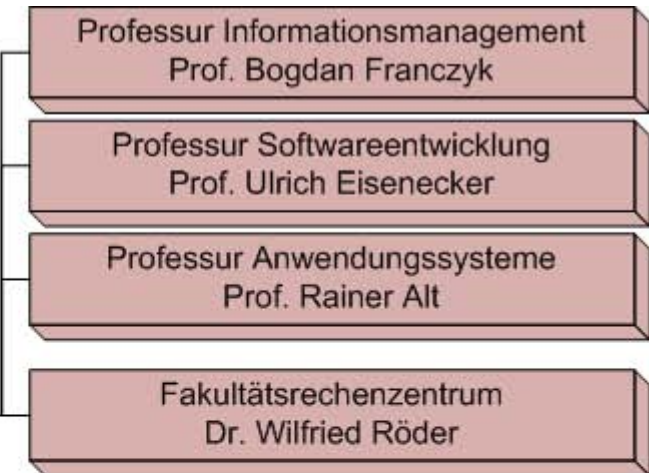 Professur Informationsmanagement
Prof. Bogdan Franczyk
Professur Softwareentwicklung
Prof. Ulrich Eisenecker
Professur Anwendungssysteme
Prof. Rainer Alt
Fakultätsrechenzentrum
Dr. Wilfried Röder